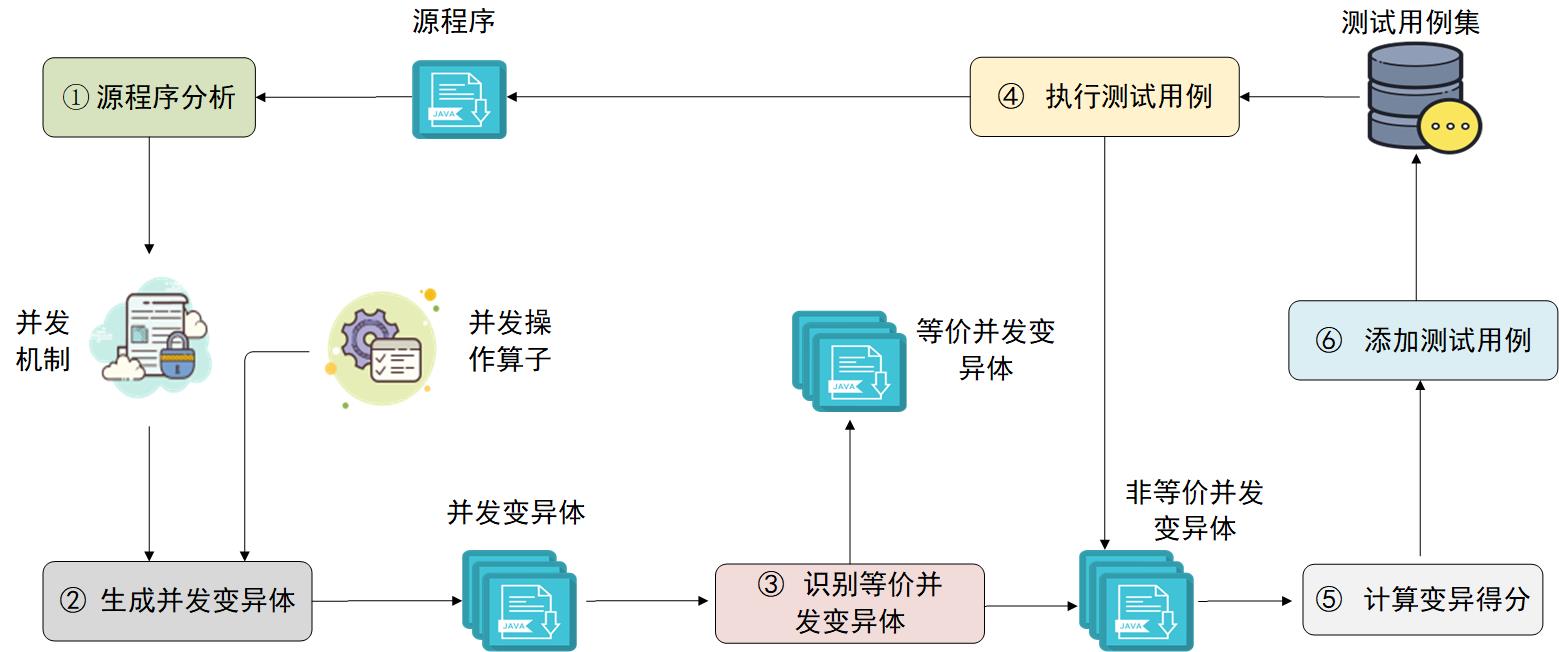 源程序
测试用例集
① 源程序分析
JAVA
④ 执行测试用例
并发
机制
并发操
作算子
等价并发变
异体
JAVA
⑥ 添加测试用例
并发变异体
非等价并发
变异体
② 生成并发变异体
JAVA
③ 识别等价并
发变异体
JAVA
⑤ 计算变异得分